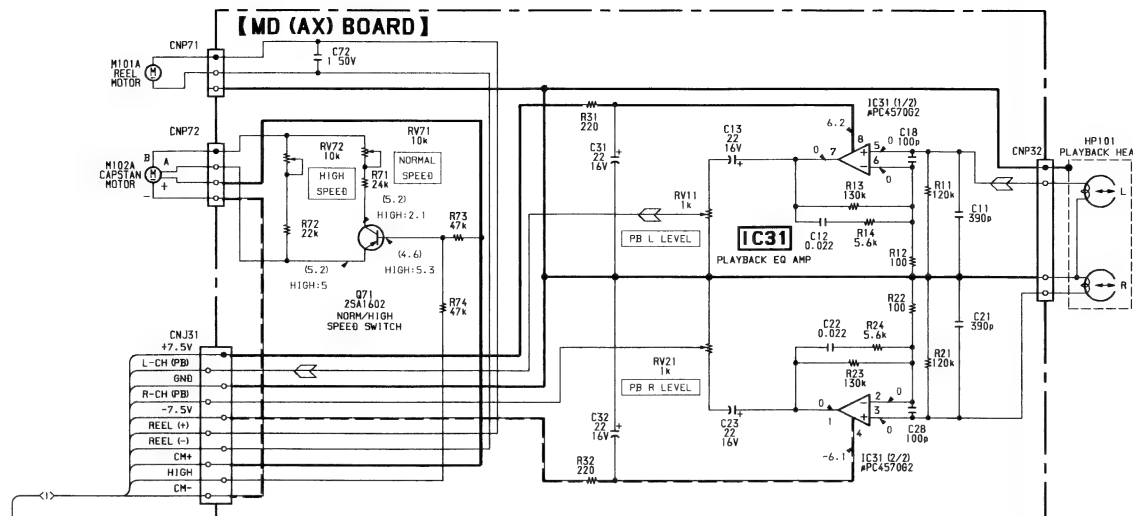 【 MD (AX) BOARD 】
CNP71
M101A
REEL
MOTOR
M
C72
1 50V
CNP72
M102A
CAPSTAN
MOTOR
B
A
M
+
-
RV72
10k
RV71
10k
HIGH
SPEED
NORMAL
SPEED
R71
24k
R72
22k
(5.2)
HIGH:2.1
R73
47k
(4.6)
HIGH:5.3
(5.2)
HIGH:5
Q71
2SA1602
NORM/HIGH
SPEED SWITCH
R74
47k
CNJ31
+7.5V
L-CH (PB)
GND
R-CH (PB)
-7.5V
REEL (+)
REEL (-)
CM+
HIGH
CM-
R31
220
C31
22
16V
C13
22
16V
6.2
IC31 (1/2)
µPC4570G2
8
C18
100p
0
7
+
-
5
6
0
0
R13
130k
C12
0.022
R14
5.6k
R12
100
R11
120k
C11
390p
RV11
1k
PB L LEVEL
IC31
PLAYBACK EQ AMP
CNP32
HP101
PLAYBACK HEA
L
R
R22
100
C22
0.022
R24
5.6k
R23
130k
R21
120k
C21
390p
RV21
1k
PB R LEVEL
C32
22
16V
C23
22
16V
0
1
-
+
2
3
0
0
4
C28
100p
-6.1
IC31 (2/2)
µPC4570G2
R32
220